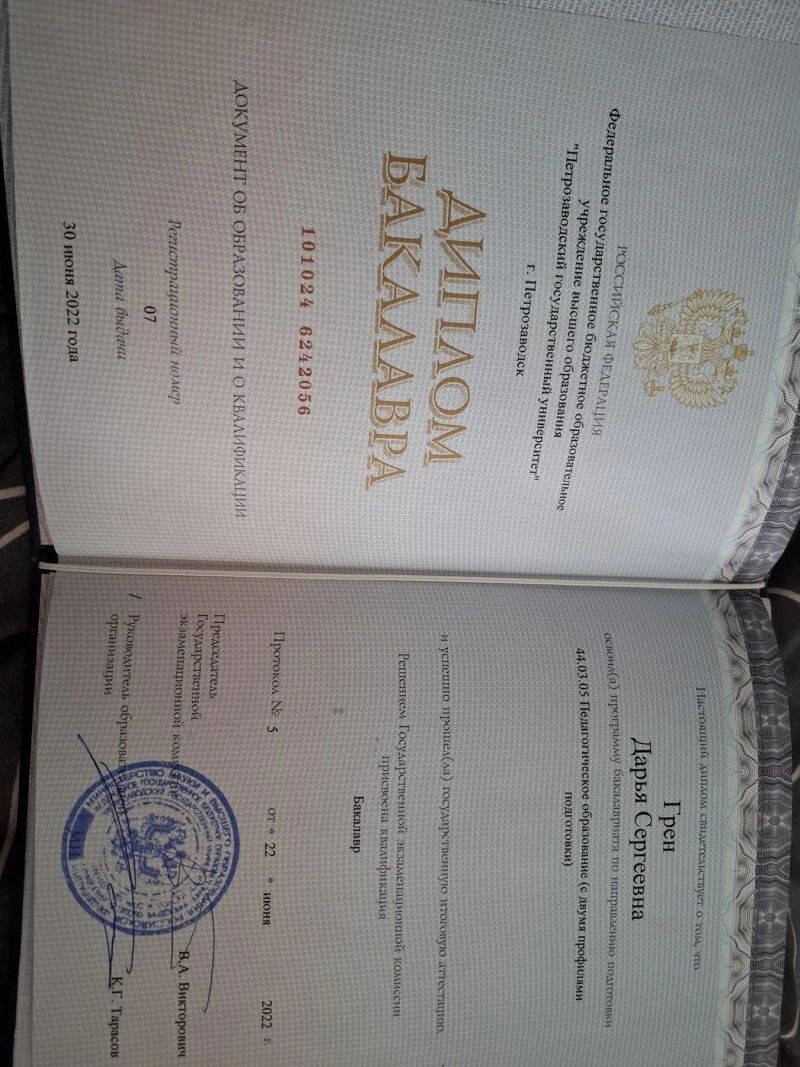 РОССИЙСКАЯ ФЕДЕРАЦИЯ
Федеральное государственное бюджетное образовательное
учреждение высшего образования
"Петрозаводский государственный университет"
г. Петрозаводск
ДИПЛОМ
БАКАЛАВРА
101024 6242056
ДОКУМЕНТ ОБ ОБРАЗОВАНИИ И О КВАЛИФИКАЦИИ
Регистрационный номер
07
Дата выдачи
30 июня 2022 года
Настоящий диплом свидетельствует о том, что
Грен
Дарья Сергеевна
освоил(а) программу бакалавриата по направлению подготовки
44.03.05 Педагогическое образование (с двумя профилями
подготовки)
и успешно прошел(ла) государственную итоговую аттестацию.
Решением Государственной экзаменационной комиссии
присвоена квалификация
Бакалавр
Протокол № 5 от « 22 » июня 2022 г.
Председатель
Государственной
экзаменационной комиссии
В.А. Викторович
/ Руководитель
организации
К.Г. Тарасов
МП